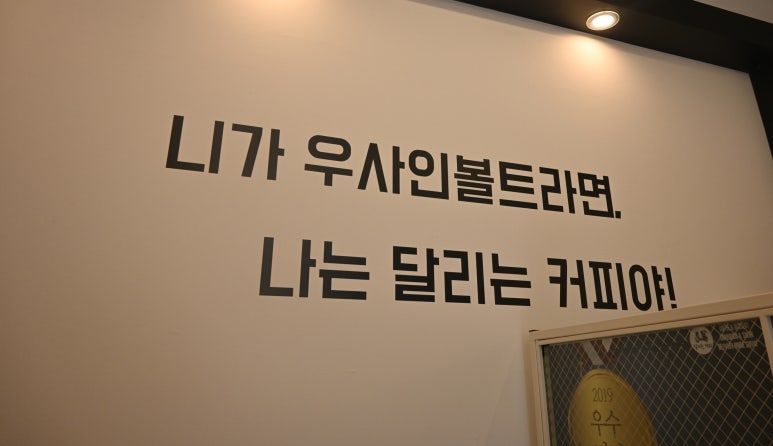 니가 우사인볼트라면,
나는 달리는 커피야!
2019
우수